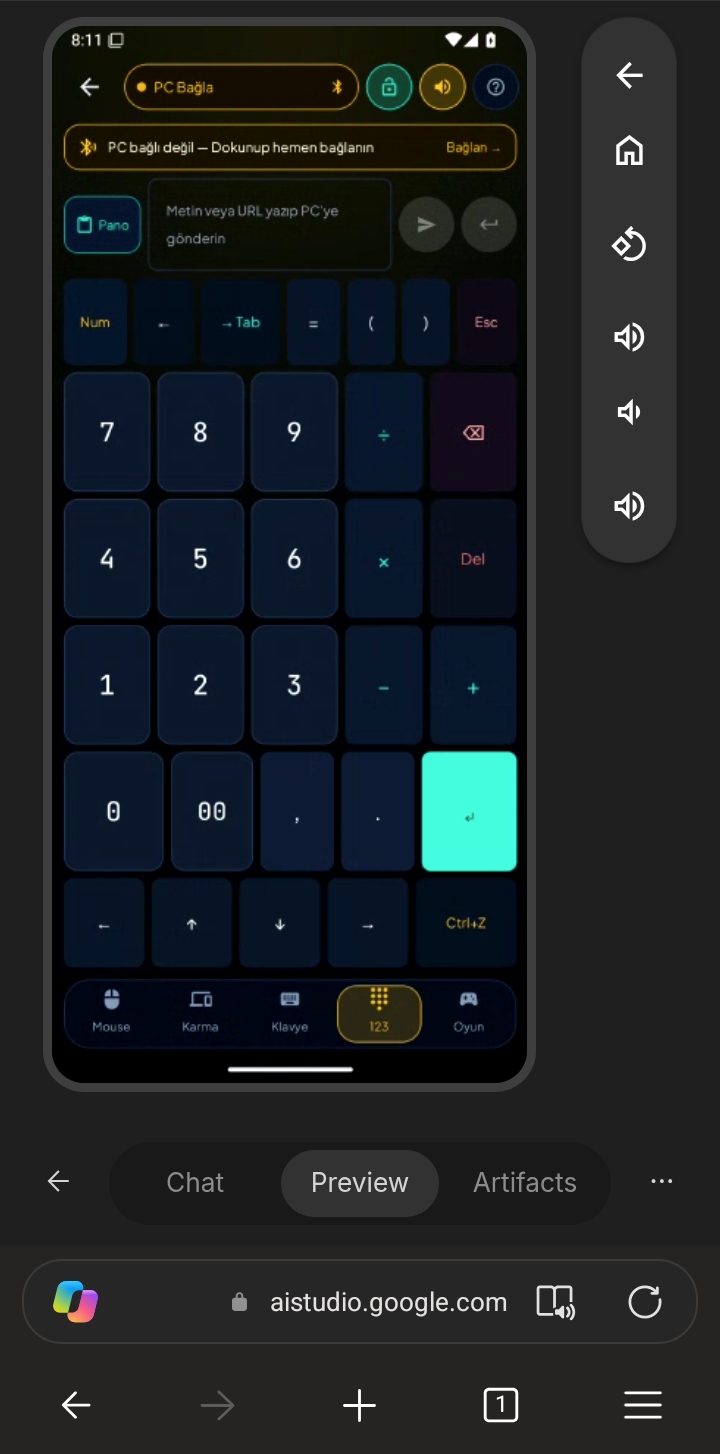 8:11
PC Bağla
PC bağlı değil — Dokunup hemen bağlanın
Bağlan →
Pano
Metin veya URL yazıp PC'ye
gönderin
Num ← →Tab = ( ) Esc
7 8 9 ÷
4 5 6 × Del
1 2 3 − +
0 00 , . ↵
← ↑ ↓ → Ctrl+Z
Mouse Karma Klavye 123 Oyun
Chat Preview Artifacts ...
aistudio.google.com
1